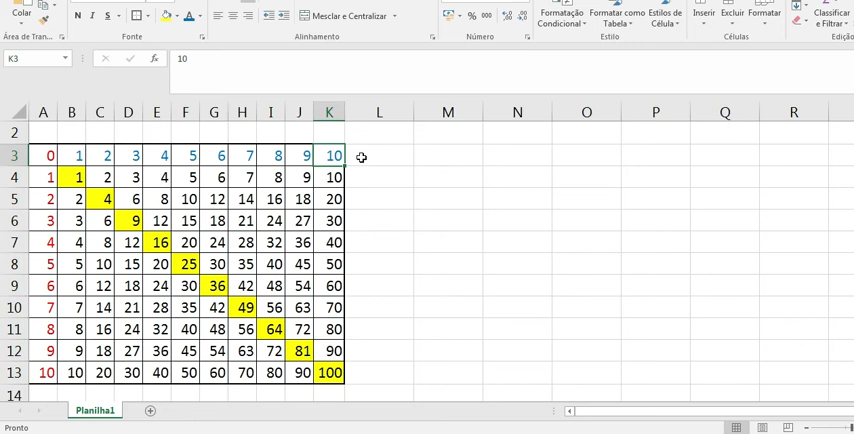 Colar
N I S
Mesclar e Centralizar
% 000
Formatação Condicional
Formatar como Tabela
Estilos de Célula
Inserir
Excluir
Formatar
Classificar e Filtrar
Área de Tran...
Fonte
Alinhamento
Número
Estilo
Células
Edição
K3 fx 10
A B C D E F G H I J K L M N O P Q R
2
3 0 1 2 3 4 5 6 7 8 9 10
4 1 1 2 3 4 5 6 7 8 9 10
5 2 2 4 6 8 10 12 14 16 18 20
6 3 3 6 9 12 15 18 21 24 27 30
7 4 4 8 12 16 20 24 28 32 36 40
8 5 5 10 15 20 25 30 35 40 45 50
9 6 6 12 18 24 30 36 42 48 54 60
10 7 7 14 21 28 35 42 49 56 63 70
11 8 8 16 24 32 40 48 56 64 72 80
12 9 9 18 27 36 45 54 63 72 81 90
13 10 10 20 30 40 50 60 70 80 90 100
14
Planilha1
Pronto